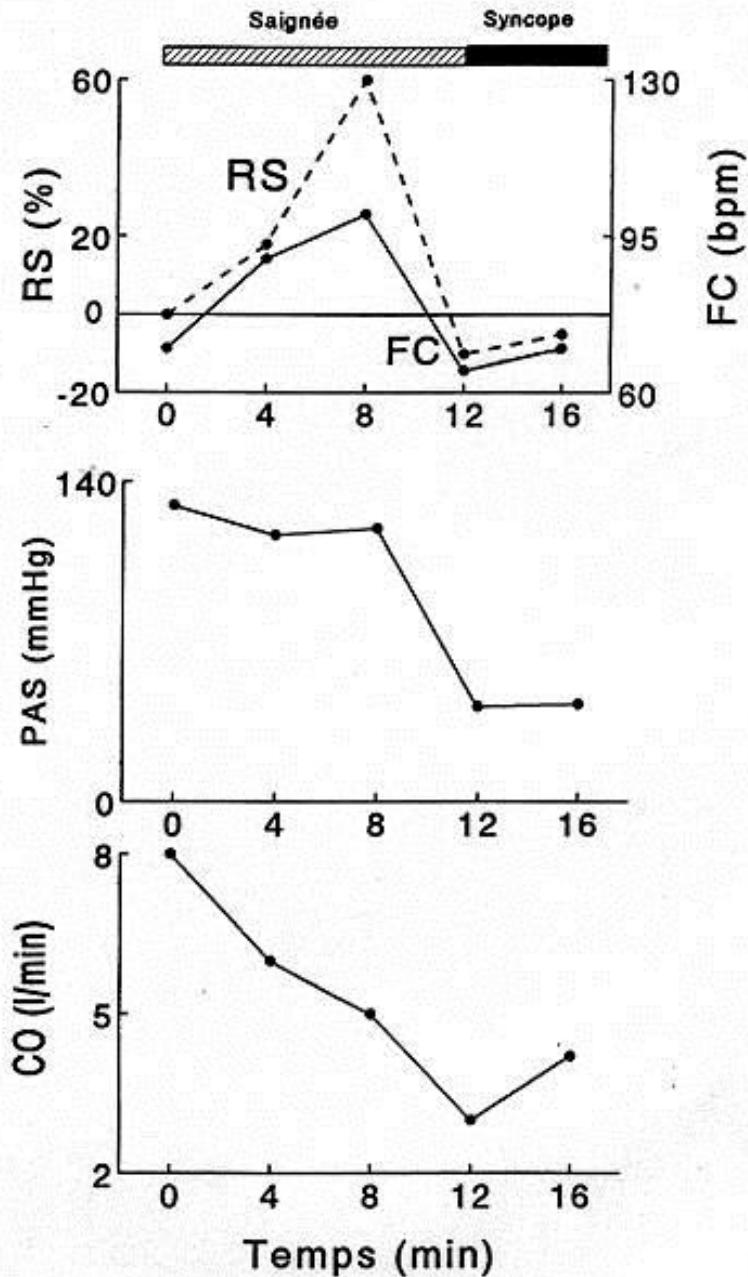 Saignée Syncope
60 130
RS
RS (%) 20 95 FC (bpm)
0
FC
-20 60
0 4 8 12 16
140
PAS (mmHg)
0
0 4 8 12 16
8
CO (l/min) 5
2
0 4 8 12 16
Temps (min)